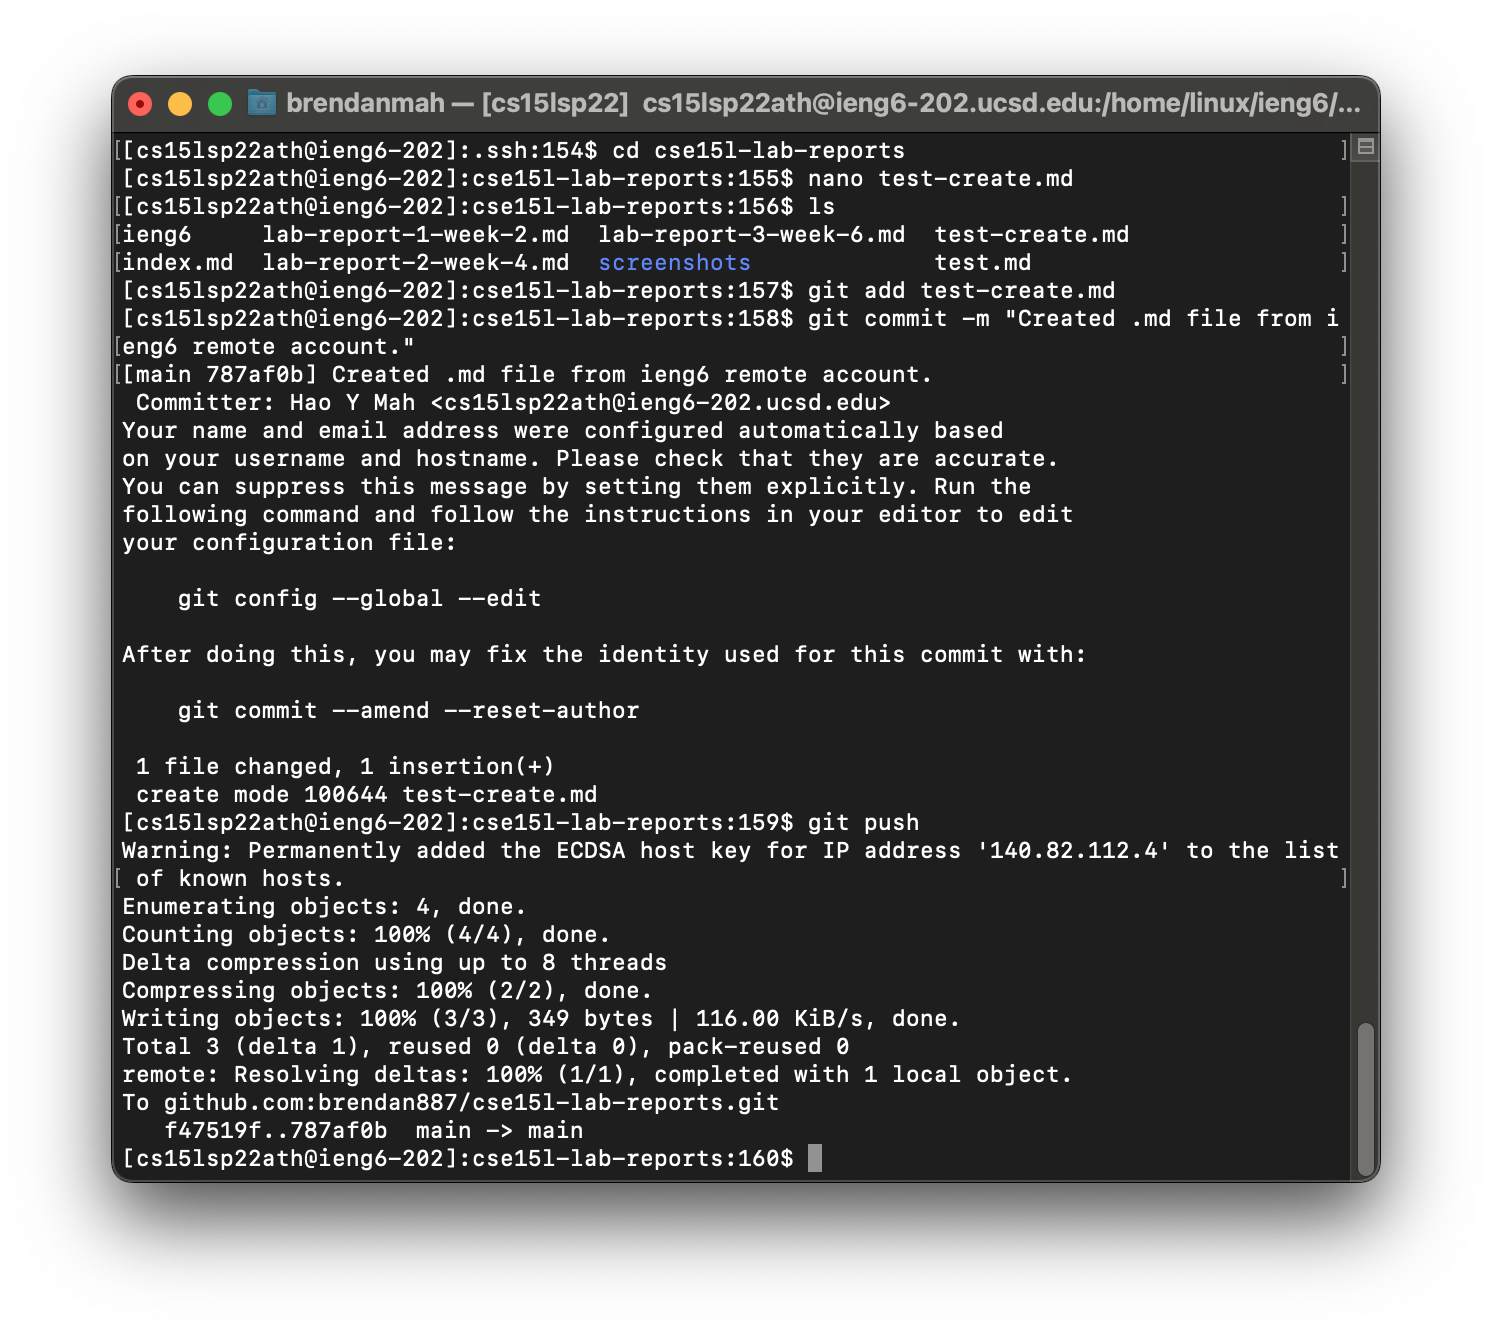 brendanmah — [cs15lsp22] cs15lsp22ath@ieng6-202.ucsd.edu:/home/linux/ieng6/...
[[cs15lsp22ath@ieng6-202]:.ssh:154$ cd cse15l-lab-reports ]
[cs15lsp22ath@ieng6-202]:cse15l-lab-reports:155$ nano test-create.md
[[cs15lsp22ath@ieng6-202]:cse15l-lab-reports:156$ ls ]
[ieng6     lab-report-1-week-2.md  lab-report-3-week-6.md  test-create.md ]
[index.md  lab-report-2-week-4.md  screenshots             test.md ]
[cs15lsp22ath@ieng6-202]:cse15l-lab-reports:157$ git add test-create.md
[cs15lsp22ath@ieng6-202]:cse15l-lab-reports:158$ git commit -m "Created .md file from i
[eng6 remote account." ]
[[main 787af0b] Created .md file from ieng6 remote account. ]
 Committer: Hao Y Mah <cs15lsp22ath@ieng6-202.ucsd.edu>
Your name and email address were configured automatically based
on your username and hostname. Please check that they are accurate.
You can suppress this message by setting them explicitly. Run the
following command and follow the instructions in your editor to edit
your configuration file:
    git config --global --edit
After doing this, you may fix the identity used for this commit with:
    git commit --amend --reset-author
 1 file changed, 1 insertion(+)
 create mode 100644 test-create.md
[cs15lsp22ath@ieng6-202]:cse15l-lab-reports:159$ git push
Warning: Permanently added the ECDSA host key for IP address '140.82.112.4' to the list
[ of known hosts. ]
Enumerating objects: 4, done.
Counting objects: 100% (4/4), done.
Delta compression using up to 8 threads
Compressing objects: 100% (2/2), done.
Writing objects: 100% (3/3), 349 bytes | 116.00 KiB/s, done.
Total 3 (delta 1), reused 0 (delta 0), pack-reused 0
remote: Resolving deltas: 100% (1/1), completed with 1 local object.
To github.com:brendan887/cse15l-lab-reports.git
   f47519f..787af0b  main -> main
[cs15lsp22ath@ieng6-202]:cse15l-lab-reports:160$